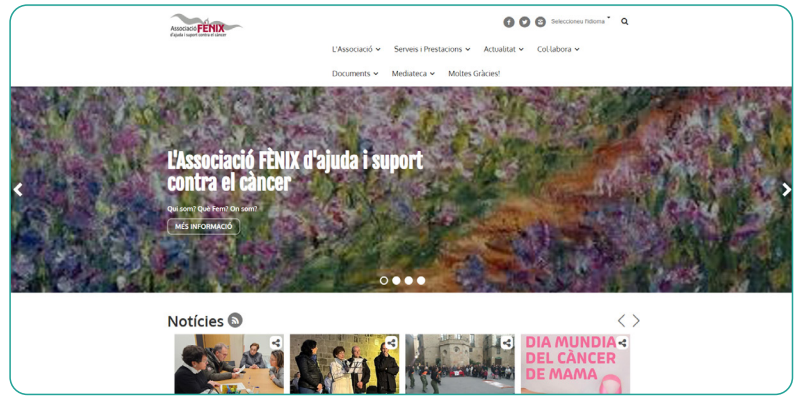 Associació FÈNIX
d'ajuda i suport contra el càncer
Seleccioneu l'idioma
L'Associació
Serveis i Prestacions
Actualitat
Col·labora
Documents
Mediateca
Moltes Gràcies!
L'Associació FÈNIX d'ajuda i suport
contra el càncer
Qui som? Què Fem? On som?
MÉS INFORMACIÓ
Notícies
DIA MUNDIA
DEL CÀNCER
DE MAMA